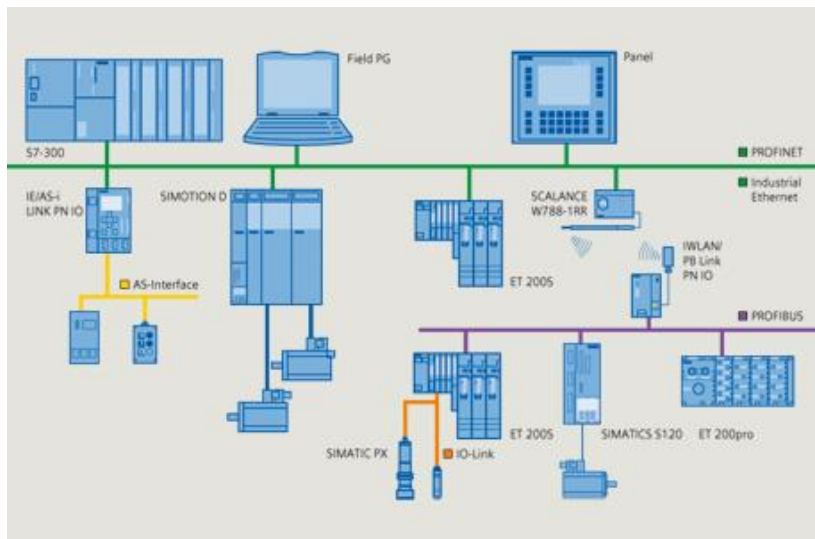 Field PG
Panel
S7-300
PROFINET
IE/AS-i
LINK PN IO
SIMOTION D
SCALANCE
W788-1RR
Industrial
Ethernet
IWLAN/
PB Link
PN IO
ET 200S
AS-Interface
PROFIBUS
ET 200S
SIMATICS S120
ET 200pro
SIMATIC PX
IO-Link